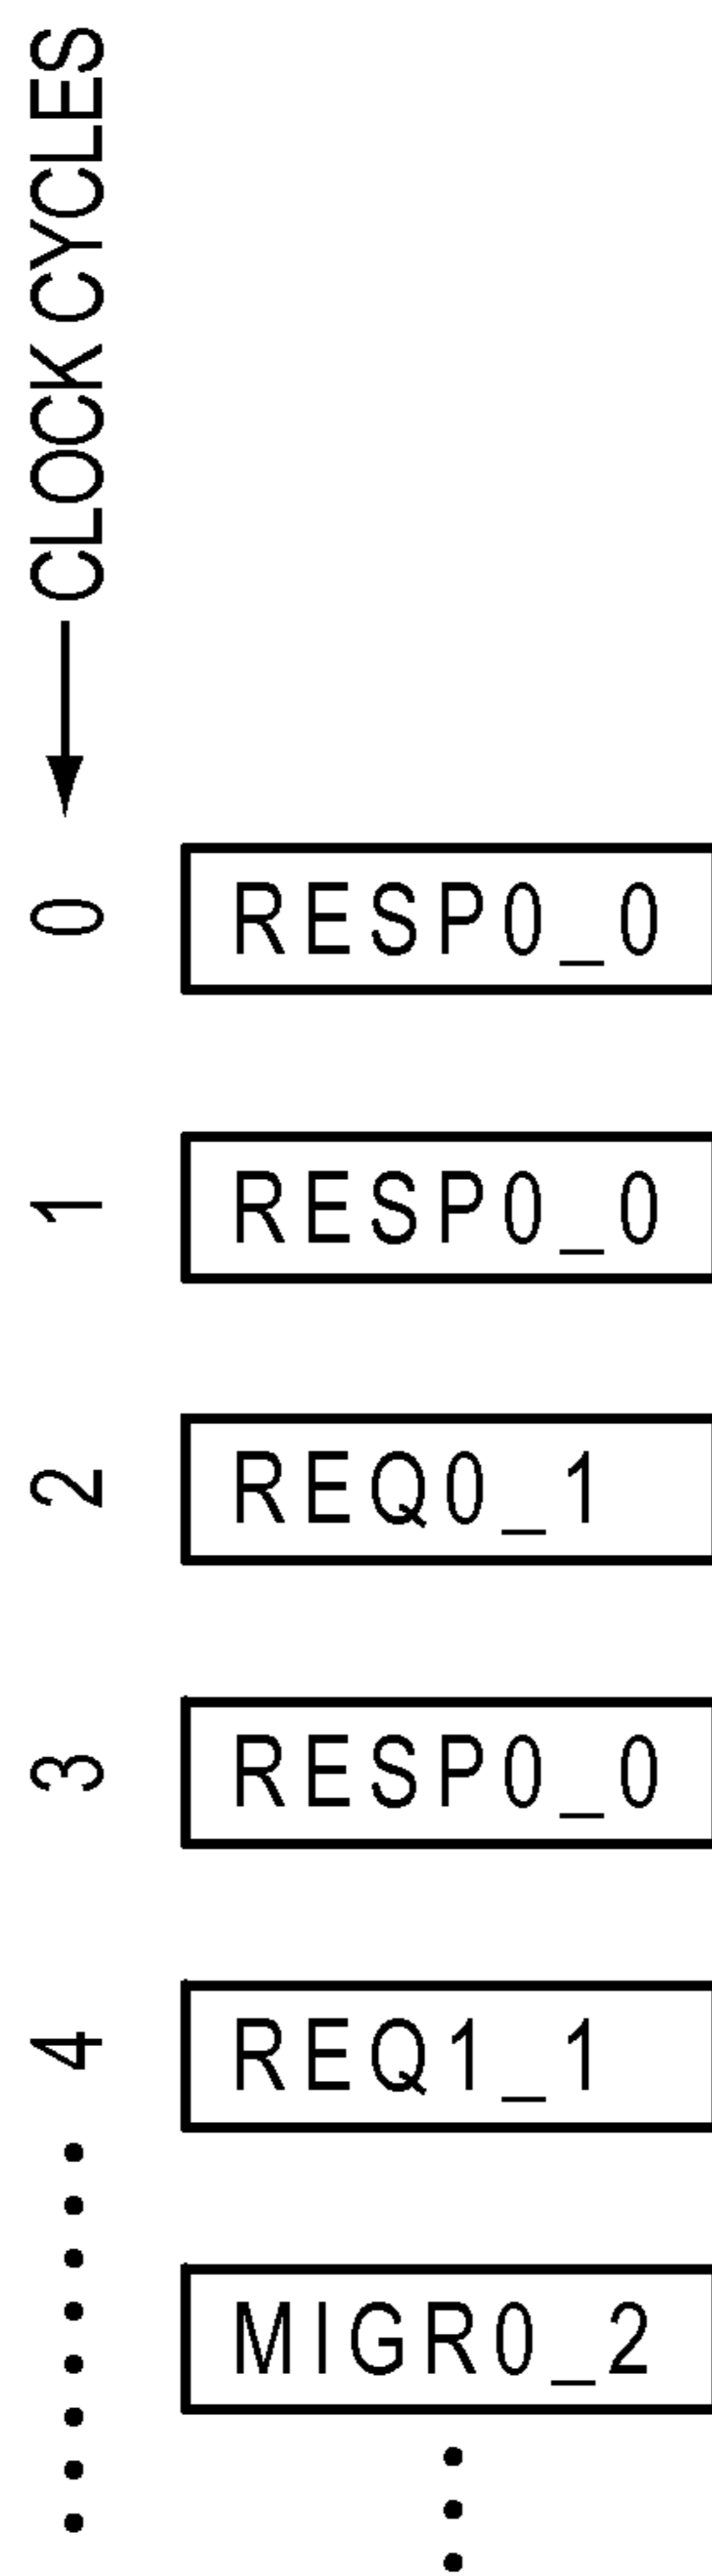 CLOCK CYCLES
0
RESP0_0
1
RESP0_0
2
REQ0_1
3
RESP0_0
4
REQ1_1
MIGR0_2